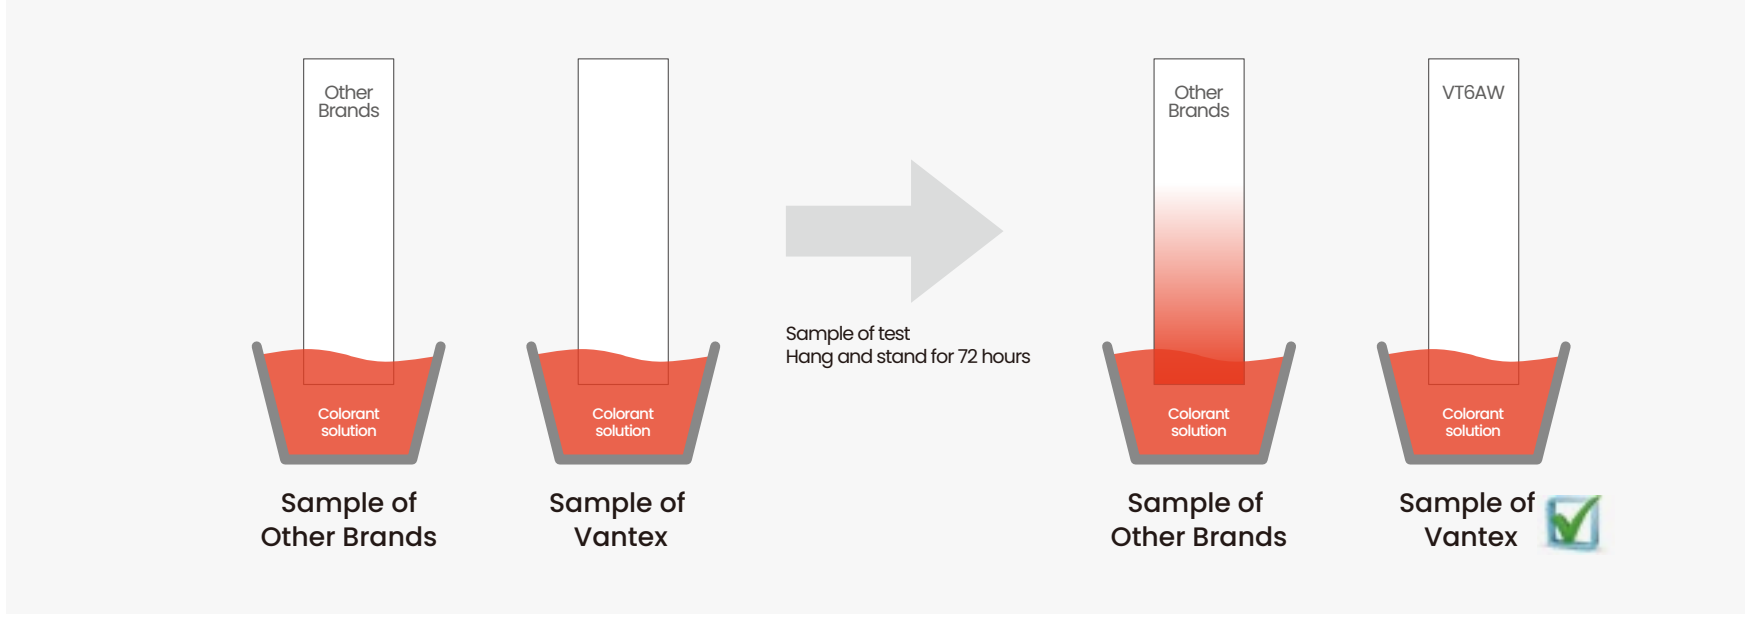 Other
Brands
Colorant
solution
Sample of
Other Brands
Colorant
solution
Sample of
Vantex
Sample of test
Hang and stand for 72 hours
Other
Brands
Colorant
solution
Sample of
Other Brands
VT6AW
Colorant
solution
Sample of
Vantex